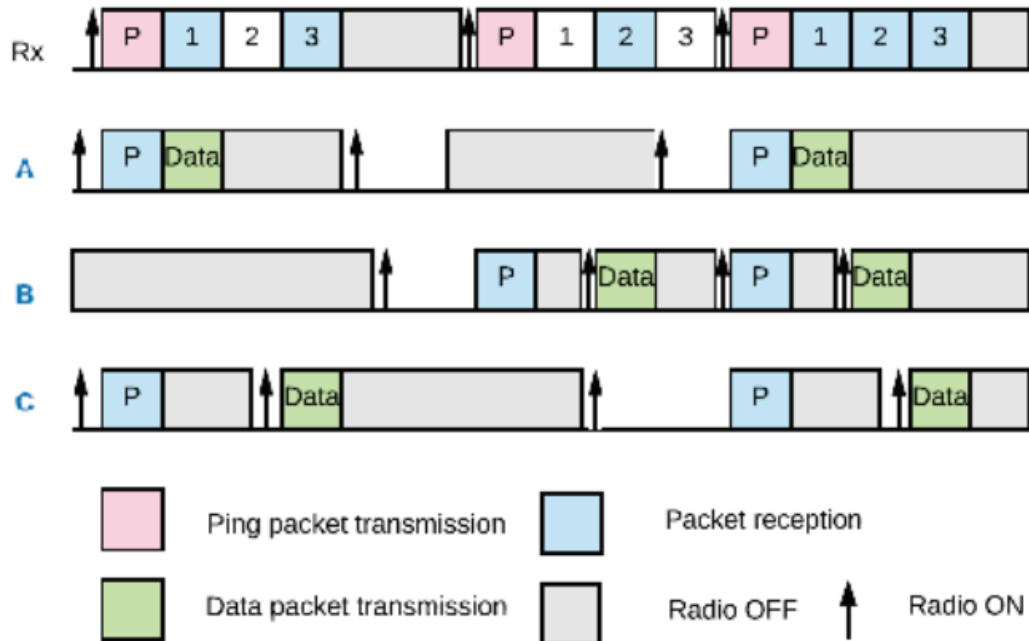 Rx P 1 2 3 P 1 2 3 P 1 2 3
A P Data P Data
B P Data P Data
C P Data P Data
Ping packet transmission Packet reception
Data packet transmission Radio OFF Radio ON